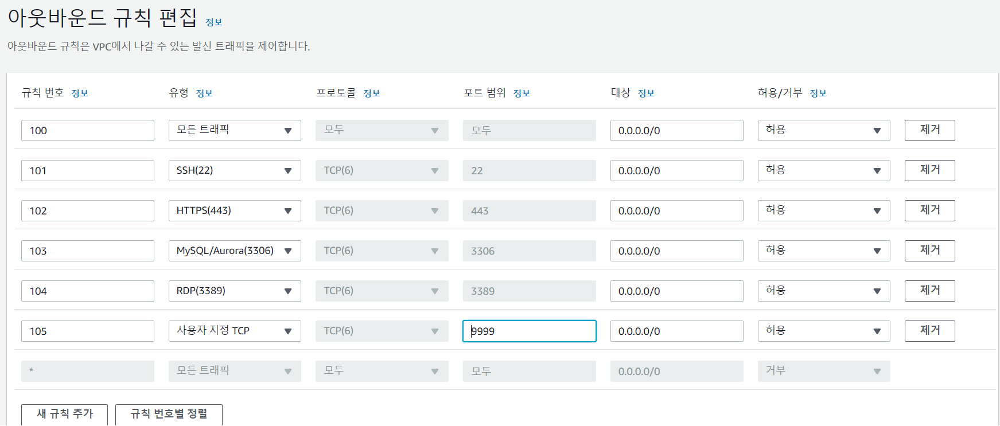 아웃바운드 규칙 편집 정보
아웃바운드 규칙은 VPC에서 나갈 수 있는 발신 트래픽을 제어합니다.
규칙 번호 정보 유형 정보 프로토콜 정보 포트 범위 정보 대상 정보 허용/거부 정보
100 모든 트래픽 모두 모두 0.0.0.0/0 허용 제거
101 SSH(22) TCP(6) 22 0.0.0.0/0 허용 제거
102 HTTPS(443) TCP(6) 443 0.0.0.0/0 허용 제거
103 MySQL/Aurora(3306) TCP(6) 3306 0.0.0.0/0 허용 제거
104 RDP(3389) TCP(6) 3389 0.0.0.0/0 허용 제거
105 사용자 지정 TCP TCP(6) 9999 0.0.0.0/0 허용 제거
* 모든 트래픽 모두 모두 0.0.0.0/0 거부
새 규칙 추가 규칙 번호별 정렬